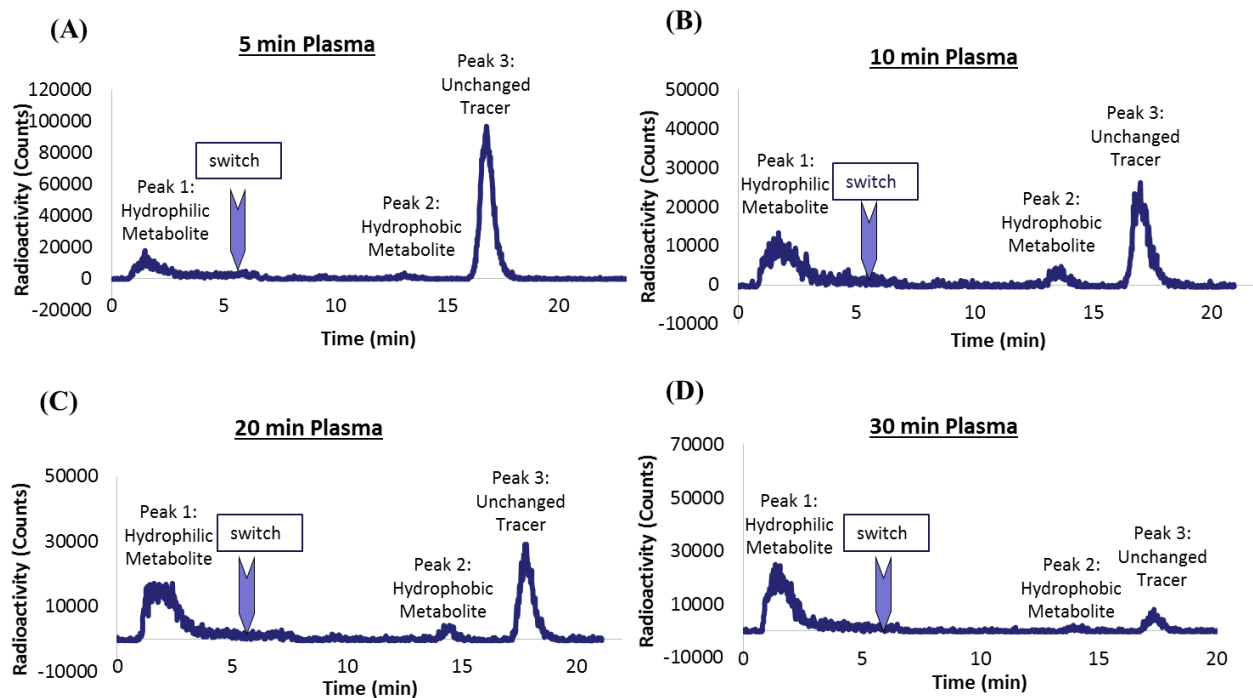 (A)
5 min Plasma
Radioactivity (Counts)
120000
100000
80000
60000
40000
20000
0
-20000
Peak 1:
Hydrophilic
Metabolite
switch
Peak 2:
Hydrophobic
Metabolite
Peak 3:
Unchanged
Tracer
0 5 10 15 20
Time (min)
(B)
10 min Plasma
Radioactivity (Counts)
50000
40000
30000
20000
10000
0
-10000
Peak 1:
Hydrophilic
Metabolite
switch
Peak 2:
Hydrophobic
Metabolite
Peak 3:
Unchanged
Tracer
0 5 10 15 20
Time (min)
(C)
20 min Plasma
Radioactivity (Counts)
50000
30000
10000
-10000
Peak 1:
Hydrophilic
Metabolite
switch
Peak 2:
Hydrophobic
Metabolite
Peak 3:
Unchanged
Tracer
0 5 10 15 20
Time (min)
(D)
30 min Plasma
Radioactivity (Counts)
70000
50000
30000
10000
-10000
Peak 1:
Hydrophilic
Metabolite
switch
Peak 2:
Hydrophobic
Metabolite
Peak 3:
Unchanged
Tracer
0 5 10 15 20
Time (min)